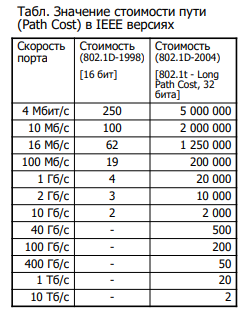 Табл. Значение стоимости пути
(Path Cost) в IEEE версиях
Скорость порта Стоимость (802.1D-1998) [16 бит] Стоимость (802.1D-2004) [802.1t - Long Path Cost, 32 бита]
4 Мбит/с 250 5 000 000
10 Мб/с 100 2 000 000
16 Мб/с 62 1 250 000
100 Мб/с 19 200 000
1 Гб/с 4 20 000
2 Гб/с 3 10 000
10 Гб/с 2 2 000
40 Гб/с - 500
100 Гб/с - 200
400 Гб/с - 50
1 Тб/с - 20
10 Тб/с - 2